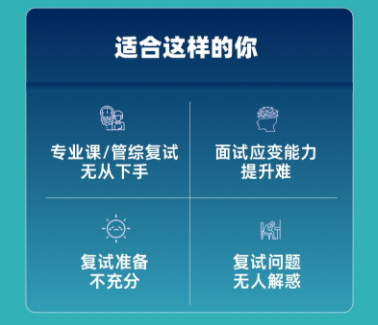 适合这样的你
专业课/管综复试
无从下手
面试应变能力
提升难
复试准备
不充分
复试问题
无人解惑